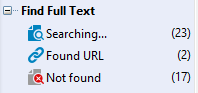 Find Full Text
Searching... (23)
Found URL (2)
Not found (17)